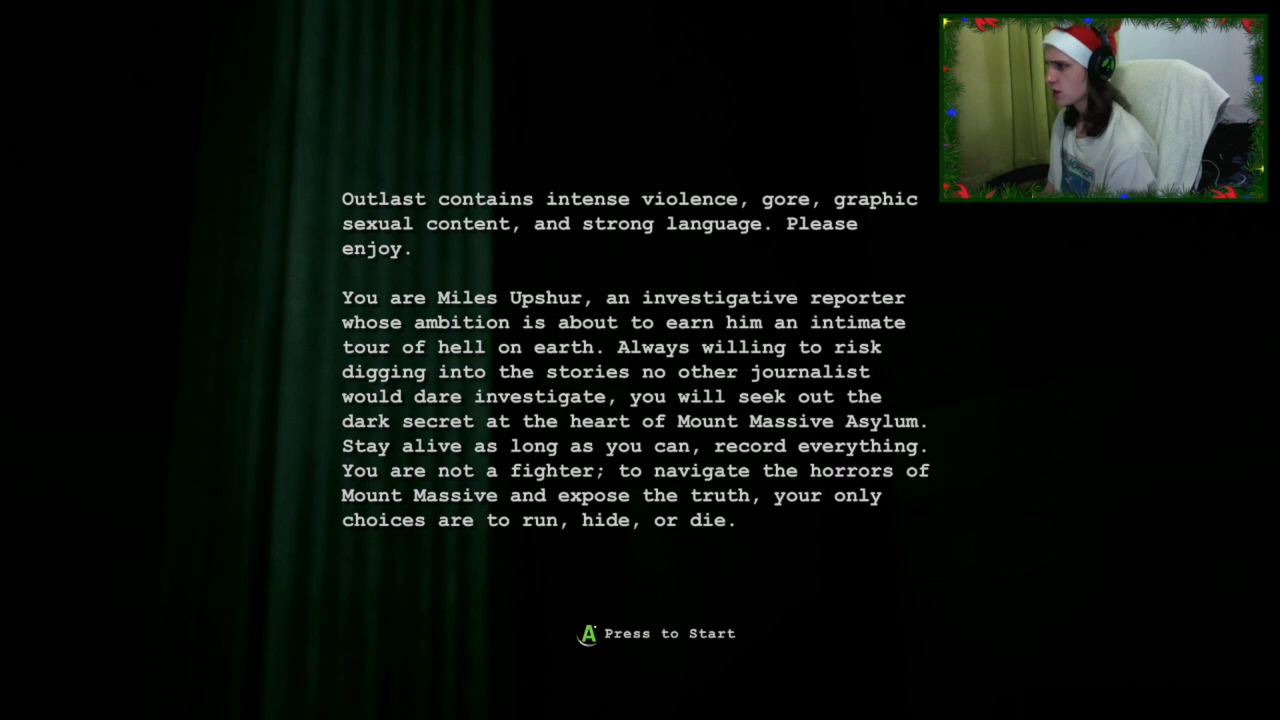 Outlast contains intense violence, gore, graphic
sexual content, and strong language. Please
enjoy.
You are Miles Upshur, an investigative reporter
whose ambition is about to earn him an intimate
tour of hell on earth. Always willing to risk
digging into the stories no other journalist
would dare investigate, you will seek out the
dark secret at the heart of Mount Massive Asylum.
Stay alive as long as you can, record everything.
You are not a fighter; to navigate the horrors of
Mount Massive and expose the truth, your only
choices are to run, hide, or die.
A Press to Start